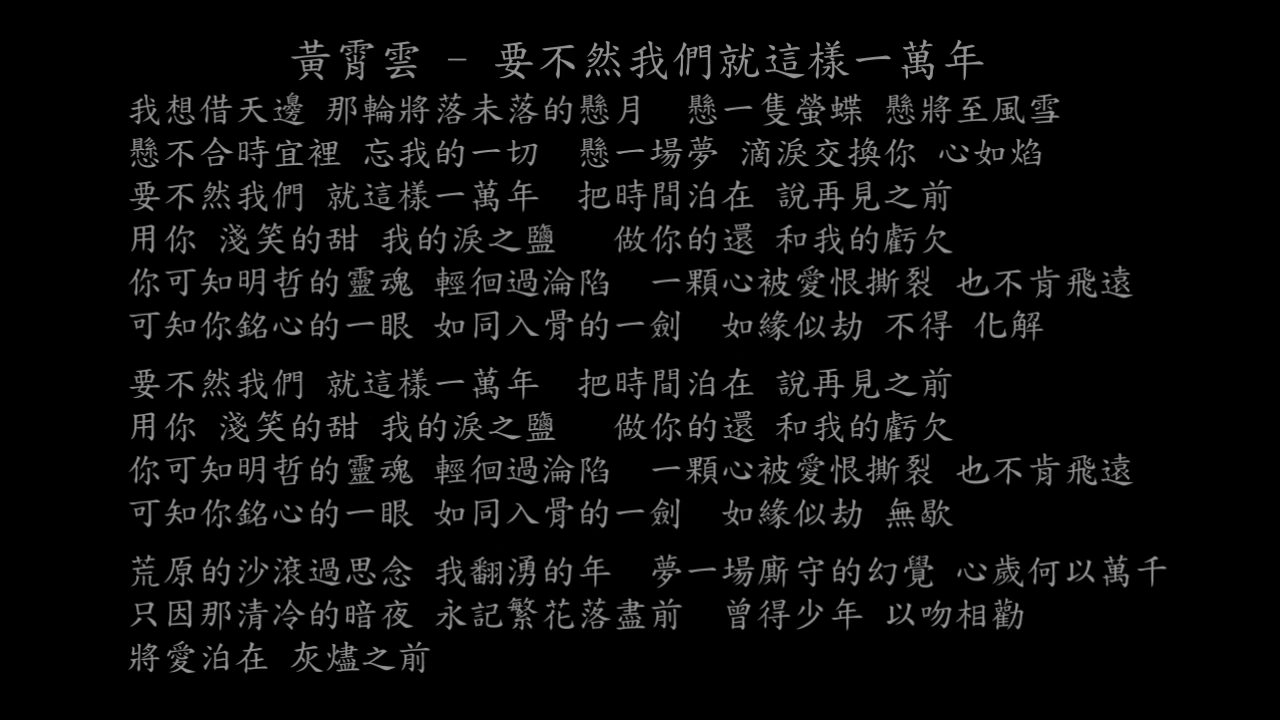 黃霄雲 - 要不然我們就這樣一萬年
我想借天邊 那輪將落未落的懸月　懸一隻螢蝶 懸將至風雪
懸不合時宜裡 忘我的一切　懸一場夢 滴淚交換你 心如焰
要不然我們 就這樣一萬年　把時間泊在 說再見之前
用你 淺笑的甜 我的淚之鹽　 做你的還 和我的虧欠
你可知明哲的靈魂 輕徊過淪陷　一顆心被愛恨撕裂 也不肯飛遠
可知你銘心的一眼 如同入骨的一劍　如緣似劫 不得 化解
要不然我們 就這樣一萬年　把時間泊在 說再見之前
用你 淺笑的甜 我的淚之鹽　 做你的還 和我的虧欠
你可知明哲的靈魂 輕徊過淪陷　一顆心被愛恨撕裂 也不肯飛遠
可知你銘心的一眼 如同入骨的一劍　如緣似劫 無歇
荒原的沙滾過思念 我翻湧的年　夢一場廝守的幻覺 心歲何以萬千
只因那清冷的暗夜 永記繁花落盡前　曾得少年 以吻相勸
將愛泊在 灰燼之前